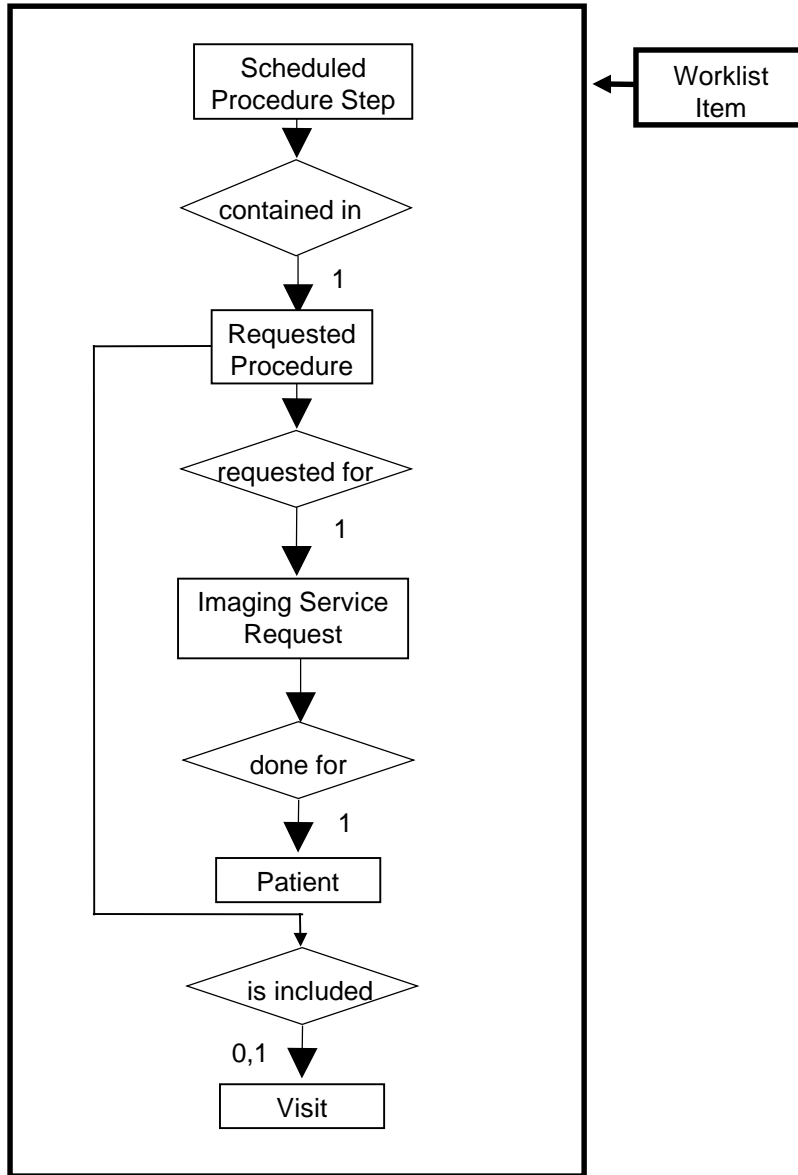 Scheduled
Procedure Step
Worklist
Item
contained in
1
Requested
Procedure
requested for
1
Imaging Service
Request
done for
1
Patient
is included
0,1
Visit